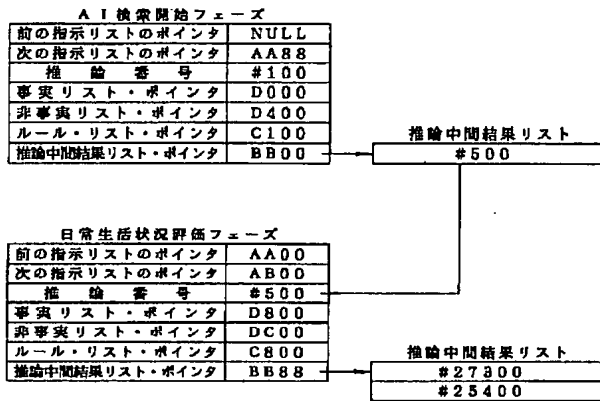 AI検索開始フェーズ
前の指示リストのポインタ NULL
次の指示リストのポインタ AA88
推論番号 #100
事実リスト・ポインタ D000
非事実リスト・ポインタ D400
ルール・リスト・ポインタ C100
推論中間結果リスト・ポインタ BB00
推論中間結果リスト
#500
日常生活状況評価フェーズ
前の指示リストのポインタ AA00
次の指示リストのポインタ AB00
推論番号 #500
事実リスト・ポインタ D800
非事実リスト・ポインタ DC00
ルール・リスト・ポインタ C800
推論中間結果リスト・ポインタ BB88
推論中間結果リスト
#27300
#25400